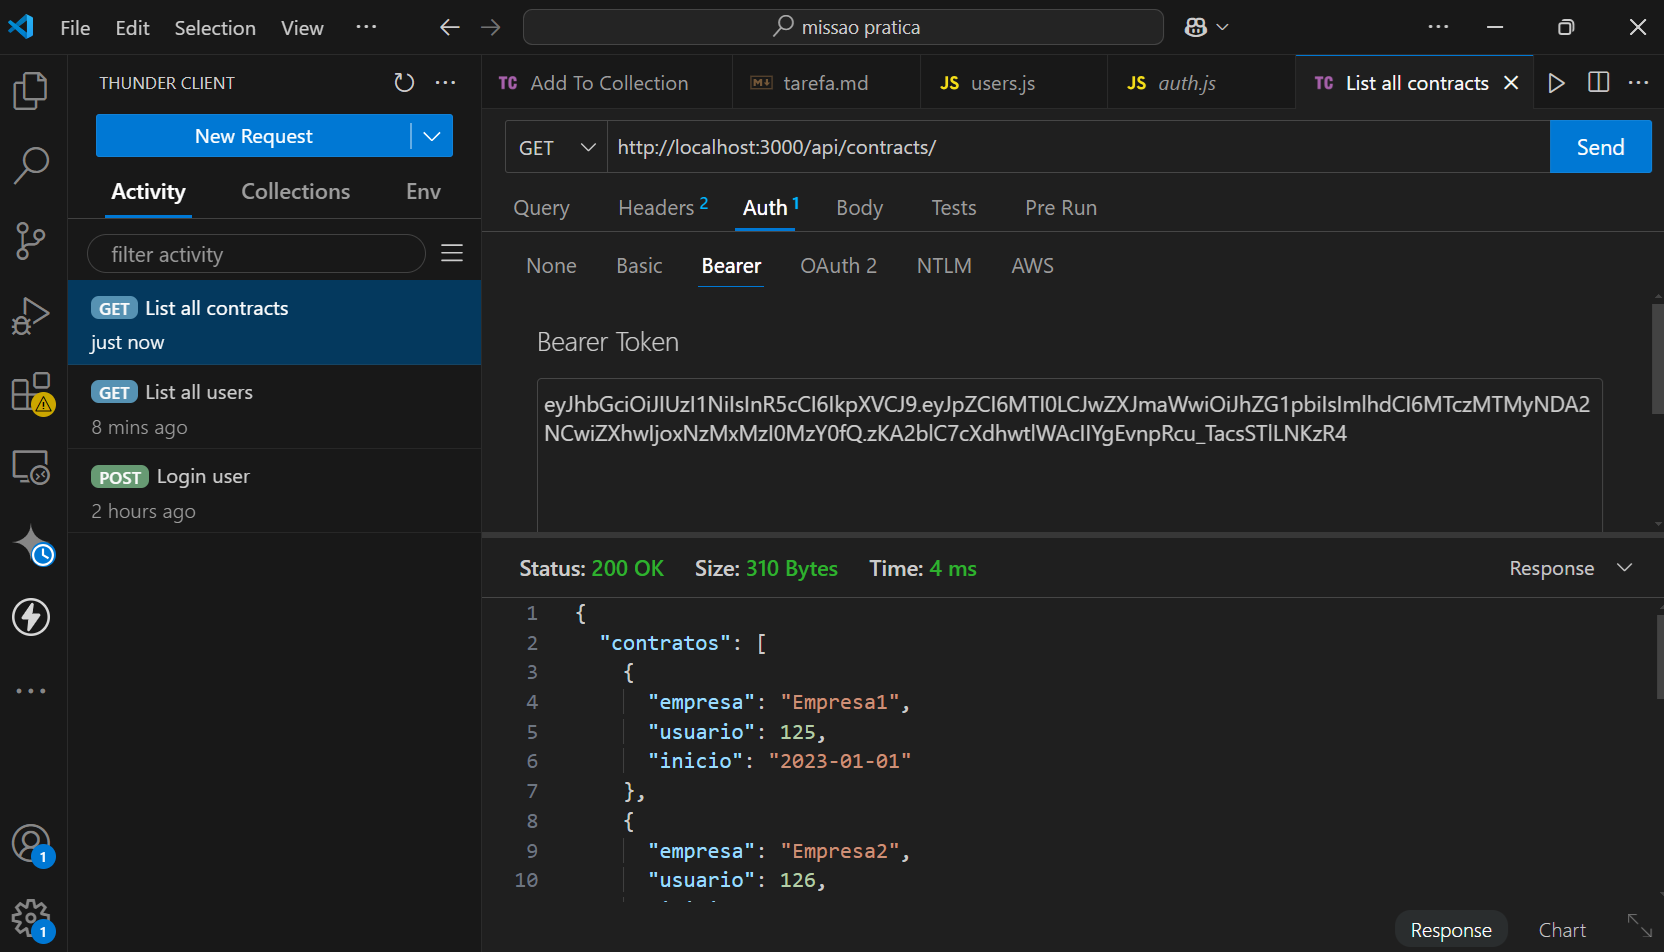 File Edit Selection View ...
missao pratica
THUNDER CLIENT
New Request
Activity Collections Env
filter activity
GET List all contracts
just now
GET List all users
8 mins ago
POST Login user
2 hours ago
1
1
TC Add To Collection
M↓ tarefa.md
JS users.js
JS auth.js
TC List all contracts
GET http://localhost:3000/api/contracts/ Send
Query Headers 2 Auth 1 Body Tests Pre Run
None Basic Bearer OAuth 2 NTLM AWS
Bearer Token
eyJhbGciOiJIUzI1NiIsInR5cCI6IkpXVCJ9.eyJpZCI6MTI0LCJwZXJmaWwiOiJhZG1pbiIsImlhdCI6MTczMTMyNDA2
NCwiZXhwIjoxNzMxMzI0MzY0fQ.zKA2blC7cXdhwtlWAcIIYgEvnpRcu_TacsSTlLNKzR4
Status: 200 OK Size: 310 Bytes Time: 4 ms Response
1 {
2 "contratos": [
3 {
4 "empresa": "Empresa1",
5 "usuario": 125,
6 "inicio": "2023-01-01"
7 },
8 {
9 "empresa": "Empresa2",
10 "usuario": 126,
Response Chart